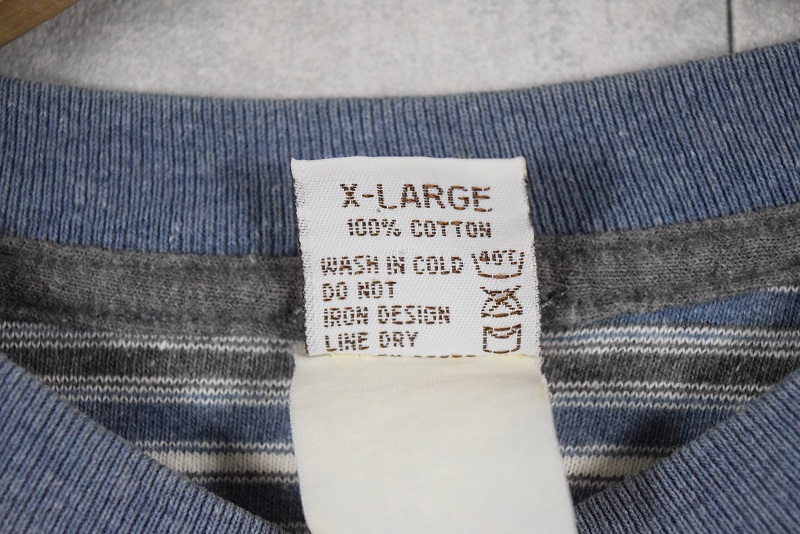 X-LARGE
100% COTTON
WASH IN COLD 40°C
DO NOT
IRON DESIGN
LINE DRY